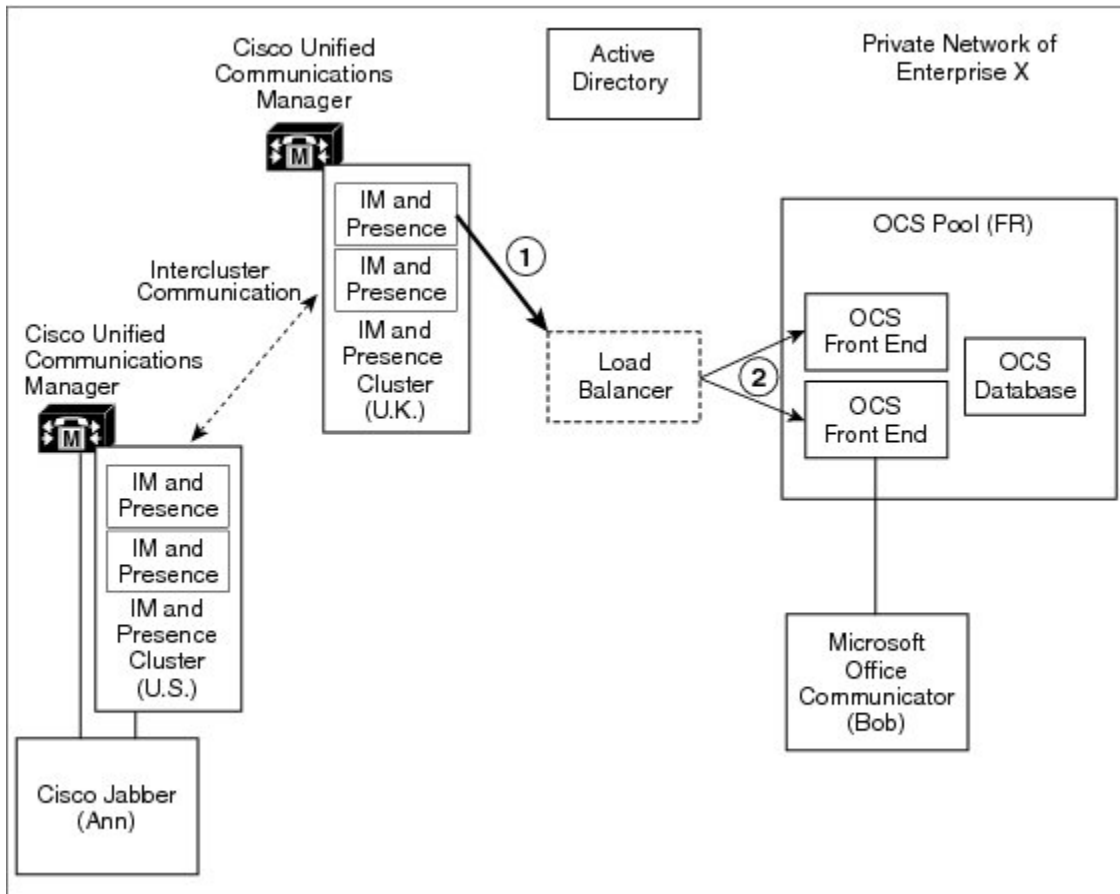 Cisco Unified
Communications
Manager
M
Active
Directory
Private Network of
Enterprise X
IM and
Presence
IM and
Presence
IM and
Presence
Cluster
(U.K.)
1
Intercluster
Communication
Load
Balancer
2
OCS Pool (FR)
OCS
Front End
OCS
Front End
OCS
Database
Cisco Unified
Communications
Manager
M
IM and
Presence
IM and
Presence
IM and
Presence
Cluster
(U.S.)
Microsoft
Office
Communicator
(Bob)
Cisco Jabber
(Ann)